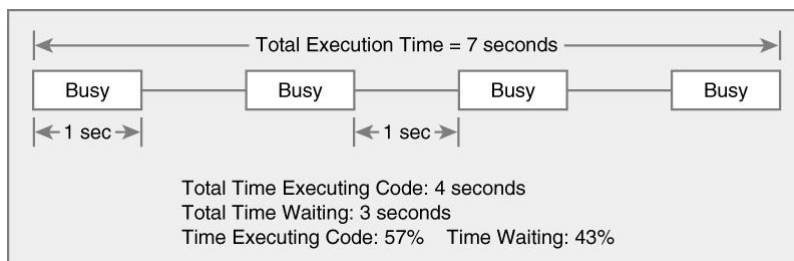 Total Execution Time = 7 seconds
Busy Busy Busy Busy
1 sec 1 sec
Total Time Executing Code: 4 seconds
Total Time Waiting: 3 seconds
Time Executing Code: 57% Time Waiting: 43%